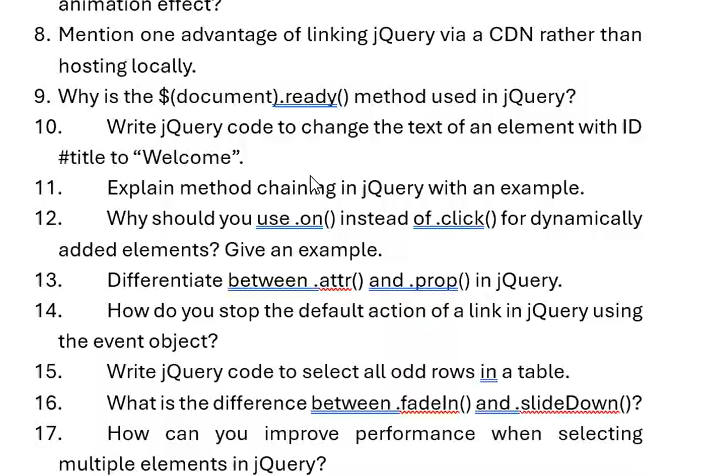 animation effect?
8. Mention one advantage of linking jQuery via a CDN rather than
hosting locally.
9. Why is the $(document).ready() method used in jQuery?
10. Write jQuery code to change the text of an element with ID
#title to “Welcome”.
11. Explain method chaining in jQuery with an example.
12. Why should you use .on() instead of .click() for dynamically
added elements? Give an example.
13. Differentiate between .attr() and .prop() in jQuery.
14. How do you stop the default action of a link in jQuery using
the event object?
15. Write jQuery code to select all odd rows in a table.
16. What is the difference between .fadeIn() and .slideDown()?
17. How can you improve performance when selecting
multiple elements in jQuery?